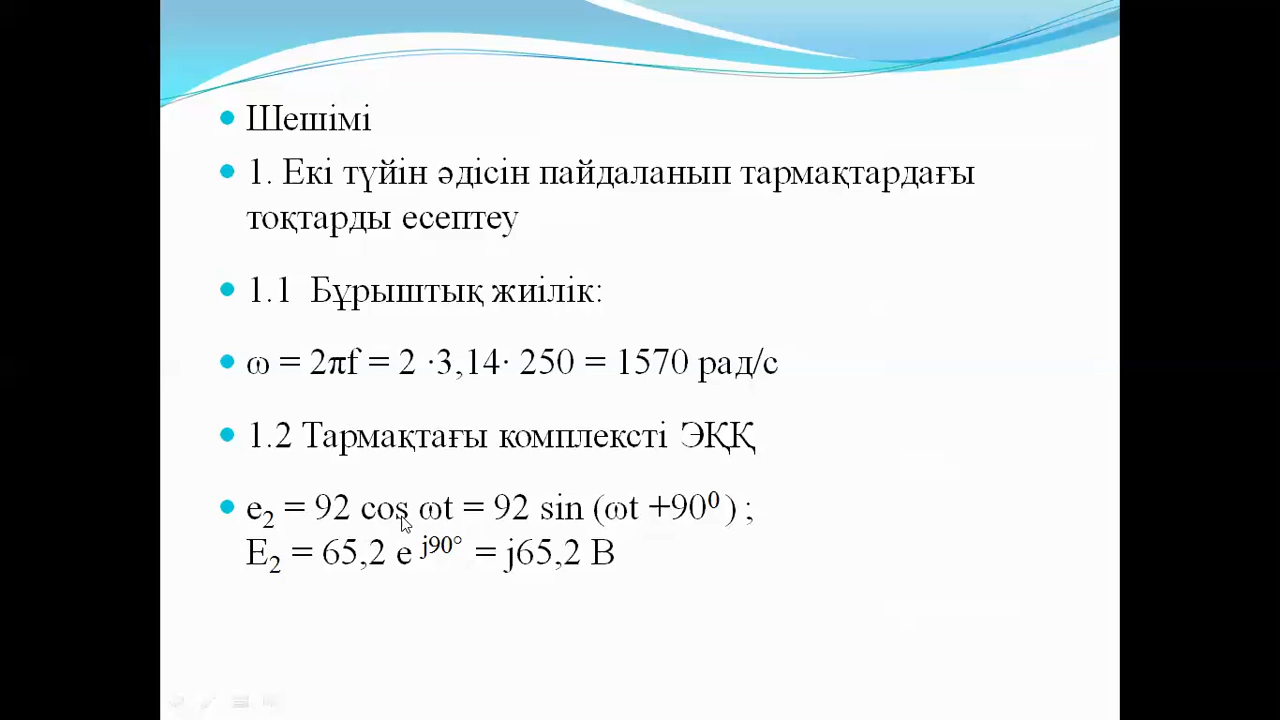 Шешімі
1. Екі түйін әдісін пайдаланып тармақтардағы
тоқтарды есептеу
1.1 Бұрыштық жиілік:
ω = 2πf = 2 ·3,14· 250 = 1570 рад/с
1.2 Тармақтағы комплексті ЭҚҚ
e₂ = 92 cos ωt = 92 sin (ωt +90⁰ ) ;
E₂ = 65,2 e ʲ⁹⁰° = j65,2 В